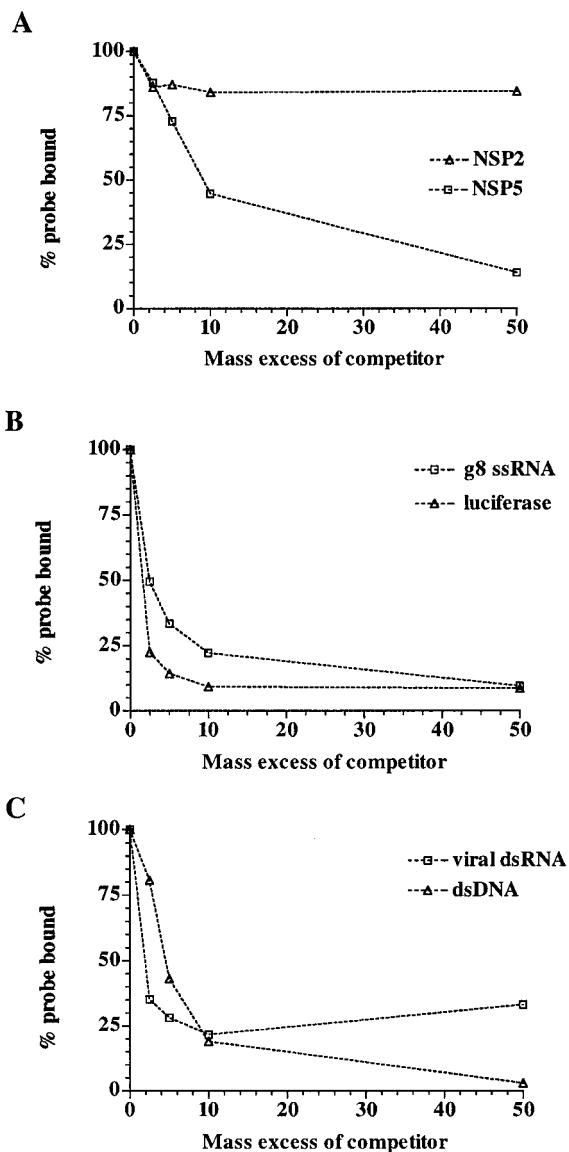 A
100
75
50
25
0
% probe bound
NSP2
NSP5
0 10 20 30 40 50
Mass excess of competitor
B
100
75
50
25
0
% probe bound
g8 ssRNA
luciferase
0 10 20 30 40 50
Mass excess of competitor
C
100
75
50
25
0
% probe bound
viral dsRNA
dsDNA
0 10 20 30 40 50
Mass excess of competitor